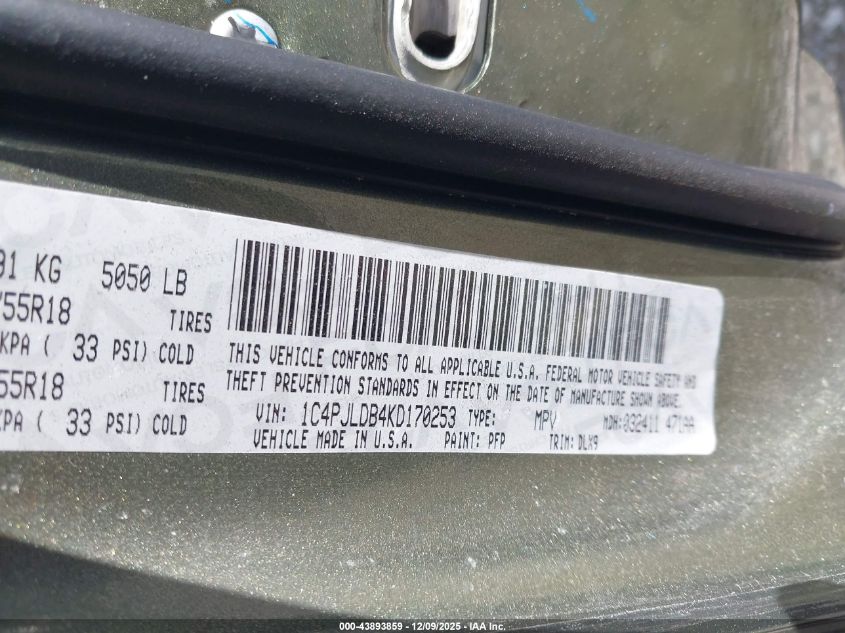 91 KG 5050 LB
/55R18 TIRES
KPA ( 33 PSI) COLD
55R18 TIRES
KPA ( 33 PSI) COLD
THIS VEHICLE CONFORMS TO ALL APPLICABLE U.S.A. FEDERAL MOTOR VEHICLE SAFETY AND
THEFT PREVENTION STANDARDS IN EFFECT ON THE DATE OF MANUFACTURE SHOWN ABOVE.
VIN: 1C4PJLDB4KD170253 TYPE: MPV MDH: 032411 471AA
VEHICLE MADE IN U.S.A. PAINT: PFP TRIM: DLX9
000-43893859 - 12/09/2025 - IAA Inc.